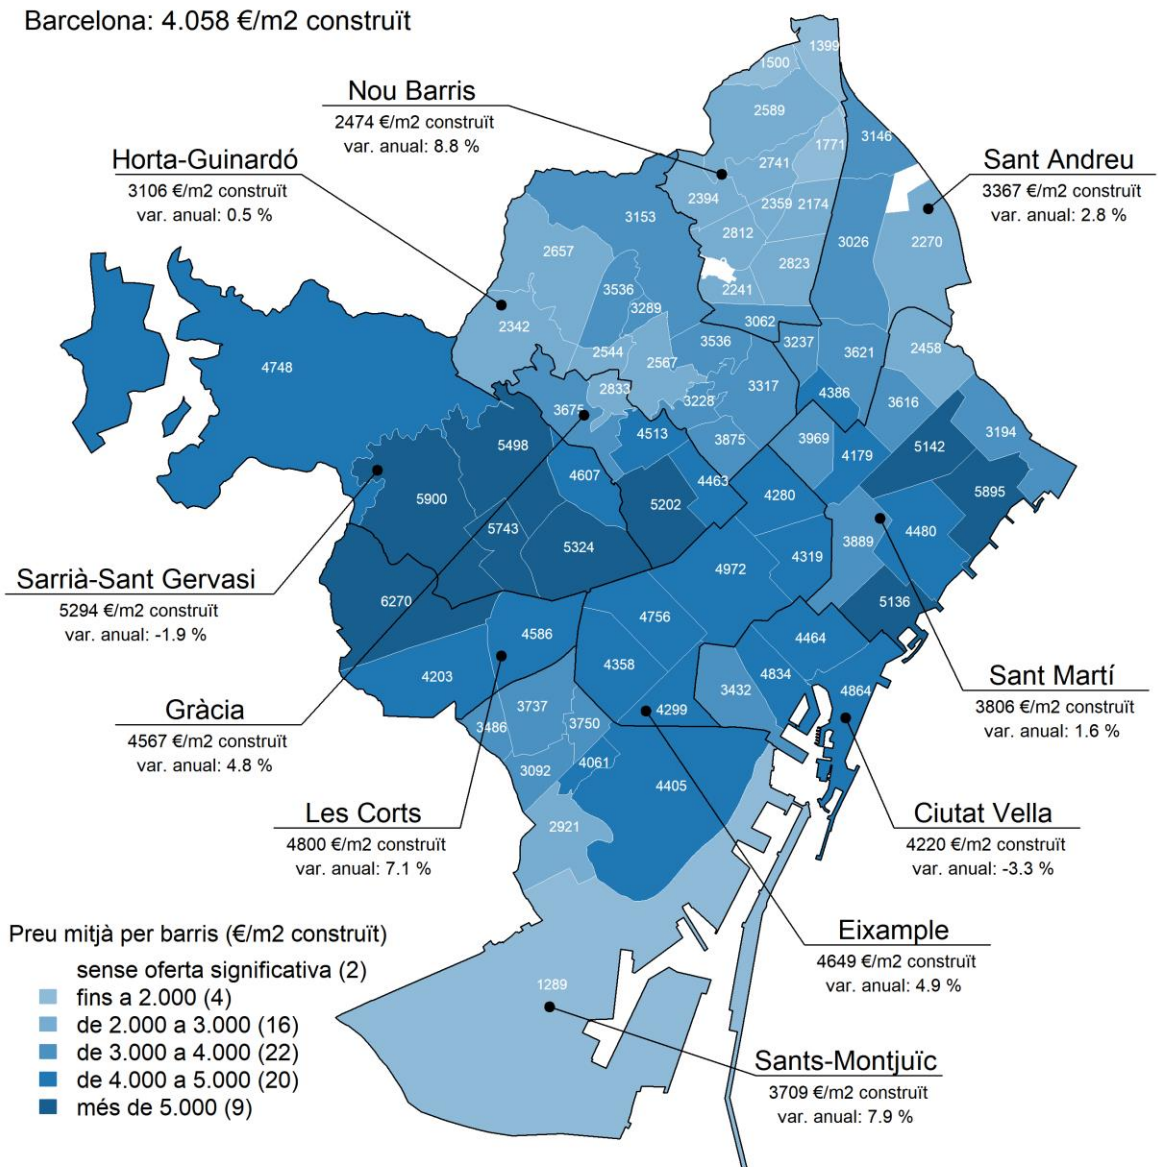 Barcelona: 4.058 €/m2 construït
Nou Barris
2474 €/m2 construït
var. anual: 8.8 %
Horta-Guinardó
3106 €/m2 construït
var. anual: 0.5 %
Sant Andreu
3367 €/m2 construït
var. anual: 2.8 %
1399
1500
2589
3146
1771
2741
2394
2359
2174
3153
2812
3026
2270
2657
2823
3536
2241
3289
3062
2342
3536
3237
2544
2567
3621
2458
4748
2833
3317
4386
3675
3228
3616
4513
3875
3969
3194
5498
5142
4179
4607
4463
4280
5895
5900
5202
5743
4480
5324
4319
3889
4972
6270
5136
4756
4586
4464
4358
4203
3432
4834
4864
4299
3737
3486
3750
4061
3092
4405
2921
1289
Sarrià-Sant Gervasi
5294 €/m2 construït
var. anual: -1.9 %
Gràcia
4567 €/m2 construït
var. anual: 4.8 %
Sant Martí
3806 €/m2 construït
var. anual: 1.6 %
Les Corts
4800 €/m2 construït
var. anual: 7.1 %
Ciutat Vella
4220 €/m2 construït
var. anual: -3.3 %
Eixample
4649 €/m2 construït
var. anual: 4.9 %
Sants-Montjuïc
3709 €/m2 construït
var. anual: 7.9 %
Preu mitjà per barris (€/m2 construït)
sense oferta significativa (2)
fins a 2.000 (4)
de 2.000 a 3.000 (16)
de 3.000 a 4.000 (22)
de 4.000 a 5.000 (20)
més de 5.000 (9)